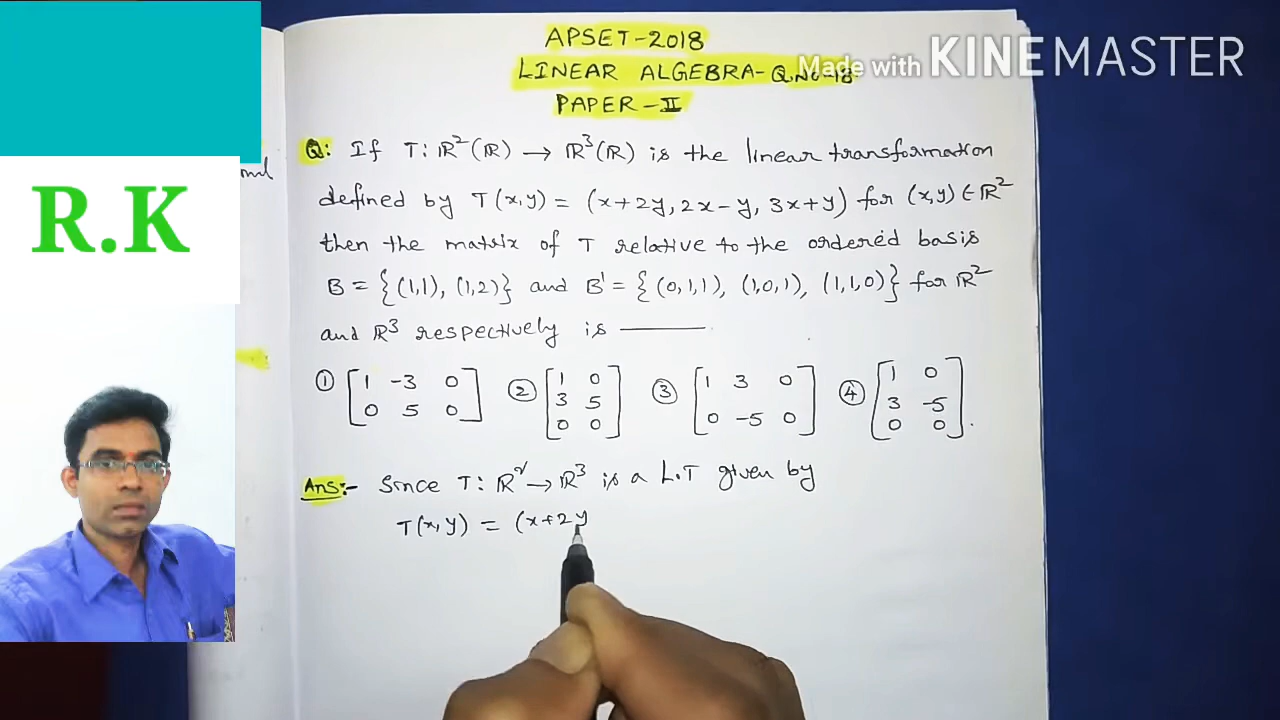 APSET-2018
LINEAR ALGEBRA-Q.No-18.
PAPER-II
Made with KINEMASTER
R.K
Q: If T: ℝ²(ℝ) → ℝ³(ℝ) is the linear transformation
defined by T(x,y) = (x+2y, 2x-y, 3x+y) for (x,y) ∈ ℝ²
then the matrix of T relative to the ordered basis
B = {(1,1), (1,2)} and B' = {(0,1,1), (1,0,1), (1,1,0)} for ℝ²
and ℝ³ respectively is ———
① [1 -3 0; 0 5 0] ② [1 0; 3 5; 0 0] ③ [1 3 0; 0 -5 0] ④ [1 0; 3 -5; 0 0].
Ans:- Since T: ℝ² → ℝ³ is a L.T given by
T(x,y) = (x+2y